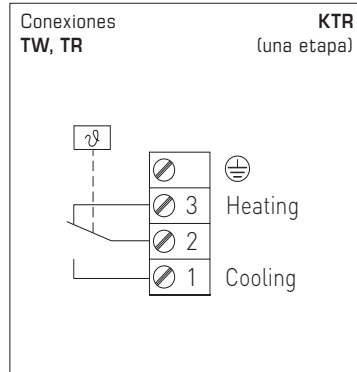 Conexiones KTR
TW, TR (una etapa)
ϑ
3 Heating
2
1 Cooling